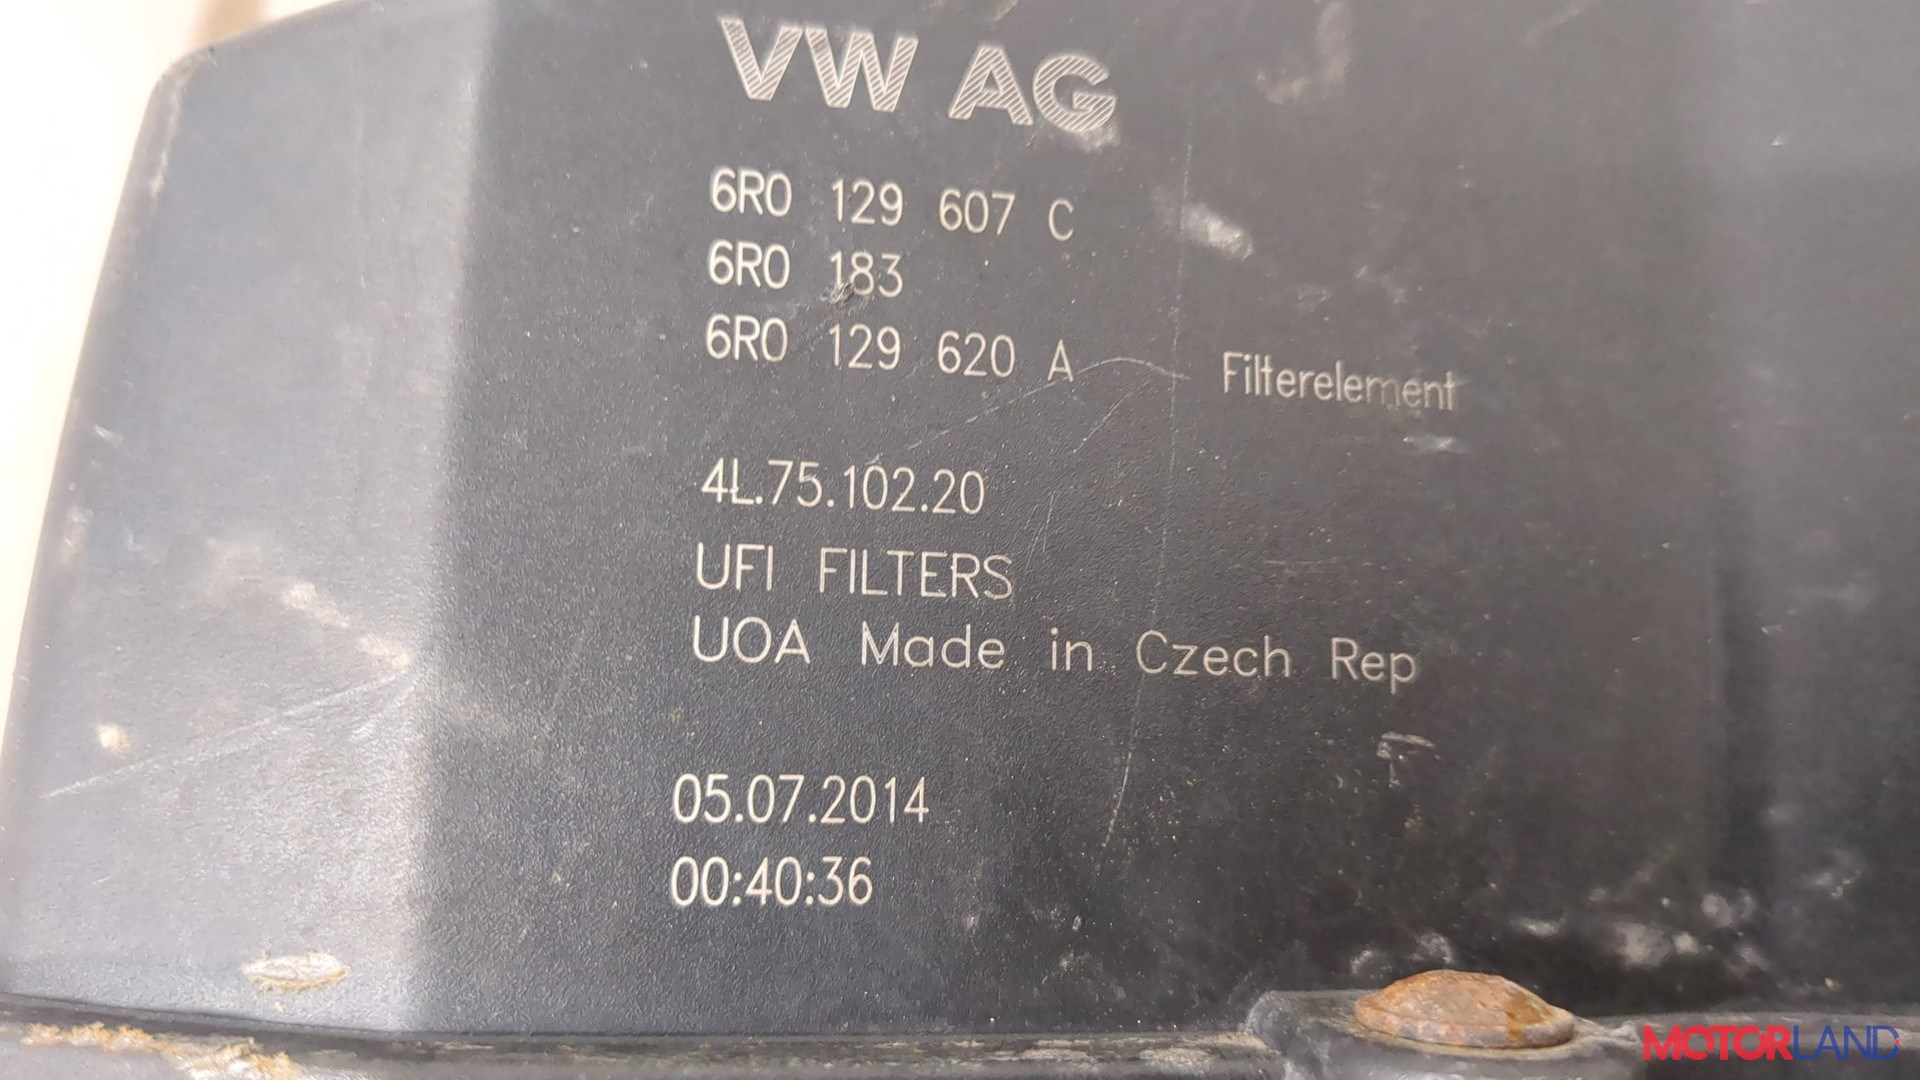 VW AG
6R0 129 607 C
6R0 183
6R0 129 620 A Filterelement
4L.75.102.20
UFI FILTERS
UOA Made in Czech Rep
05.07.2014
00:40:36
MOTORLAND